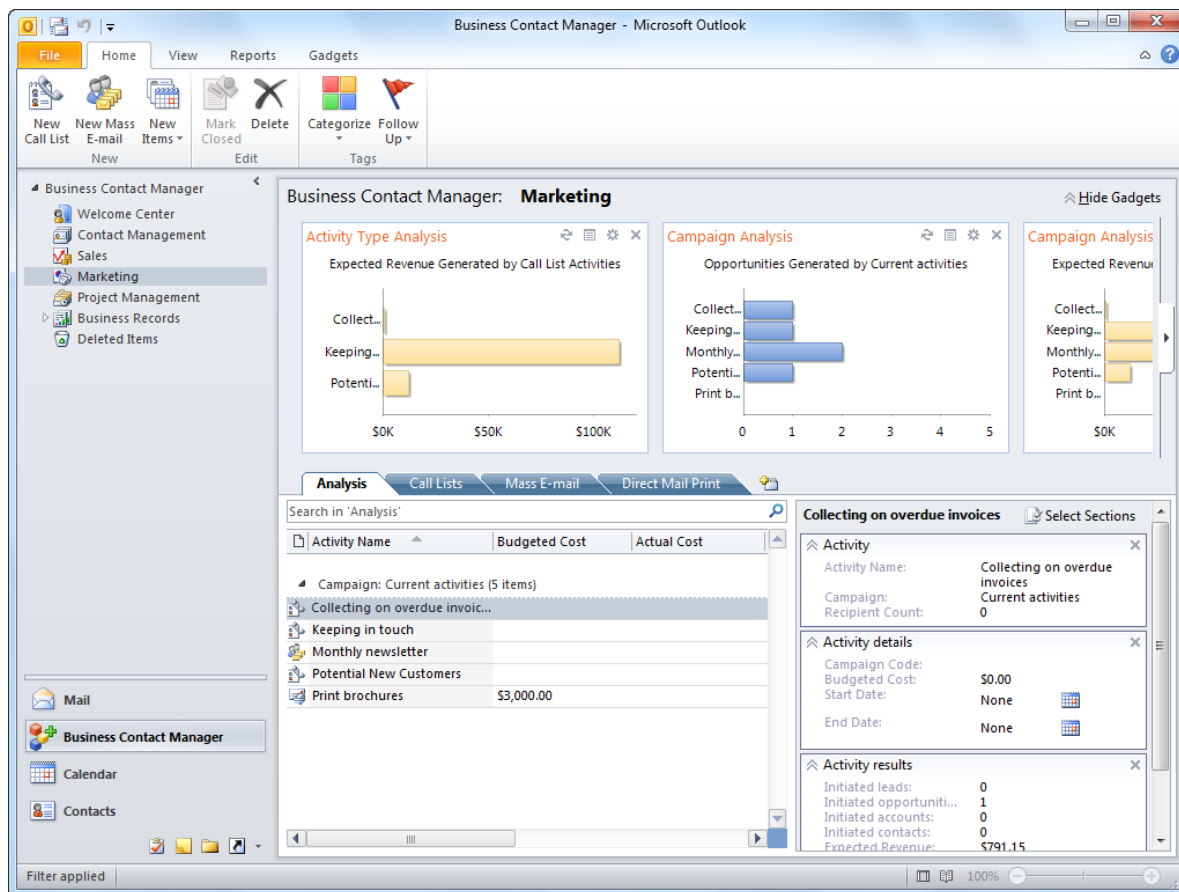 Business Contact Manager - Microsoft Outlook
File Home View Reports Gadgets
New Call List
New Mass E-mail
New Items
Mark Closed
Delete
Categorize
Follow Up
New Edit Tags
Business Contact Manager
Welcome Center
Contact Management
Sales
Marketing
Project Management
Business Records
Deleted Items
Mail
Business Contact Manager
Calendar
Contacts
Business Contact Manager: Marketing
Hide Gadgets
Activity Type Analysis
Expected Revenue Generated by Call List Activities
Collect...
Keeping...
Potenti...
$0K $50K $100K
Campaign Analysis
Opportunities Generated by Current activities
Collect...
Keeping...
Monthly...
Potenti...
Print b...
0 1 2 3 4 5
Campaign Analysis
Expected Revenu
Collect...
Keeping...
Monthly...
Potenti...
Print b...
$0K
Analysis Call Lists Mass E-mail Direct Mail Print
Search in 'Analysis'
Activity Name Budgeted Cost Actual Cost
Campaign: Current activities (5 items)
Collecting on overdue invoic...
Keeping in touch
Monthly newsletter
Potential New Customers
Print brochures $3,000.00
Collecting on overdue invoices Select Sections
Activity
Activity Name: Collecting on overdue
invoices
Campaign: Current activities
Recipient Count: 0
Activity details
Campaign Code:
Budgeted Cost: $0.00
Start Date:
None
End Date:
None
Activity results
Initiated leads: 0
Initiated opportuniti... 1
Initiated accounts: 0
Initiated contacts: 0
Expected Revenue: $791.15
Filter applied
100%